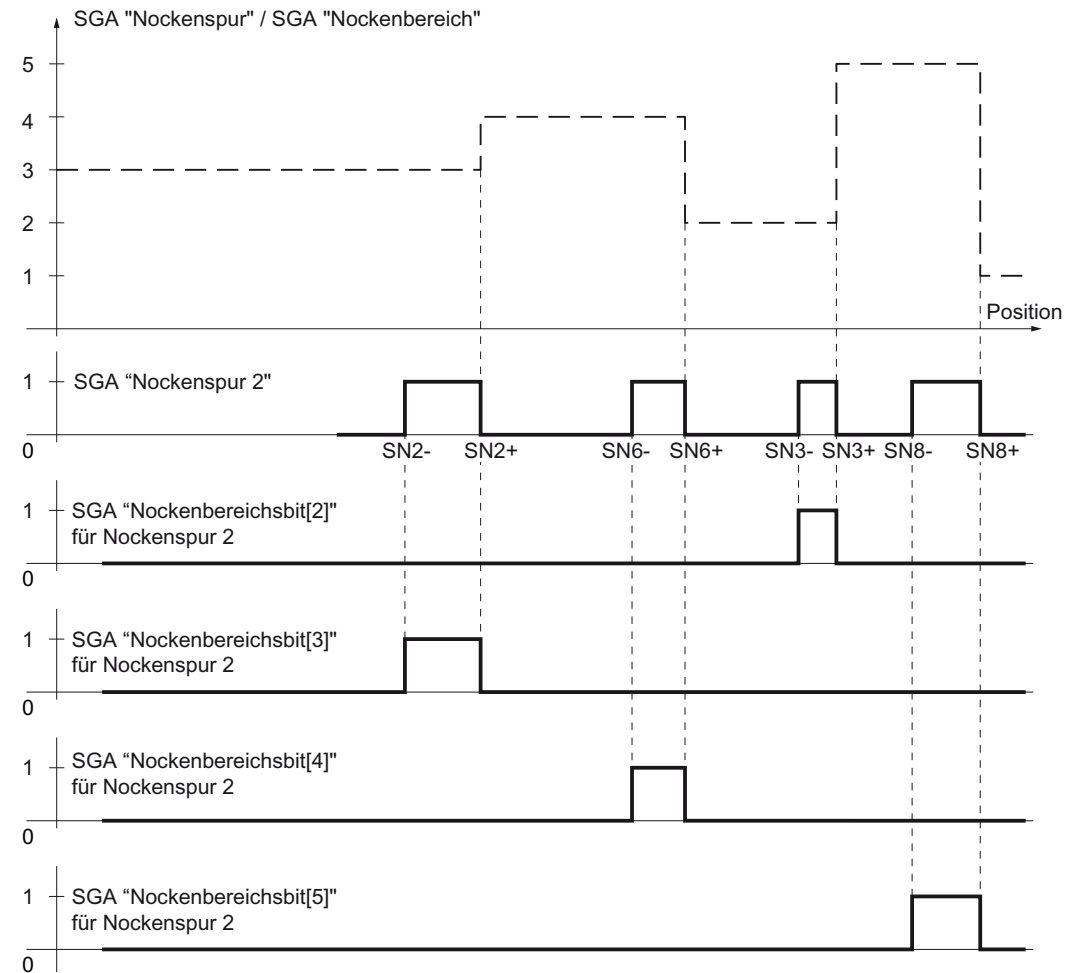 SGA "Nockenspur" / SGA "Nockenbereich"
5
4
3
2
1
Position
1
SGA “Nockenspur 2"
0
SN2- SN2+ SN6- SN6+ SN3- SN3+ SN8- SN8+
1
SGA “Nockenbereichsbit[2]"
für Nockenspur 2
0
1
SGA “Nockenbereichsbit[3]"
für Nockenspur 2
0
1
SGA “Nockenbereichsbit[4]"
für Nockenspur 2
0
1
SGA “Nockenbereichsbit[5]"
für Nockenspur 2
0